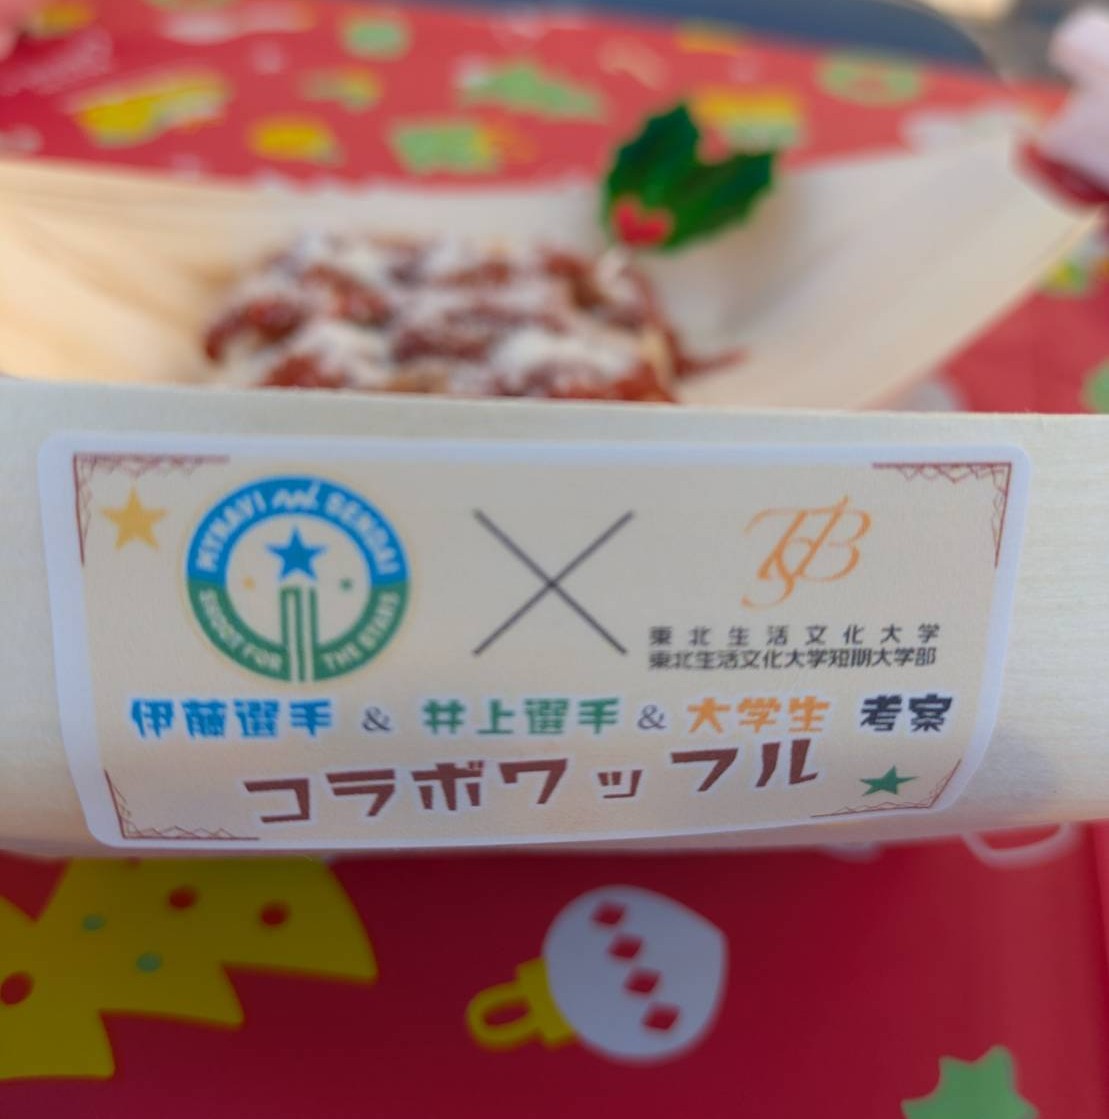 MYNAVI SENDAI
SHOOT FOR THE STARS
TSB
東北生活文化大学
東北生活文化大学短期大学部
伊藤選手 & 井上選手 & 大学生 考案
コラボワッフル